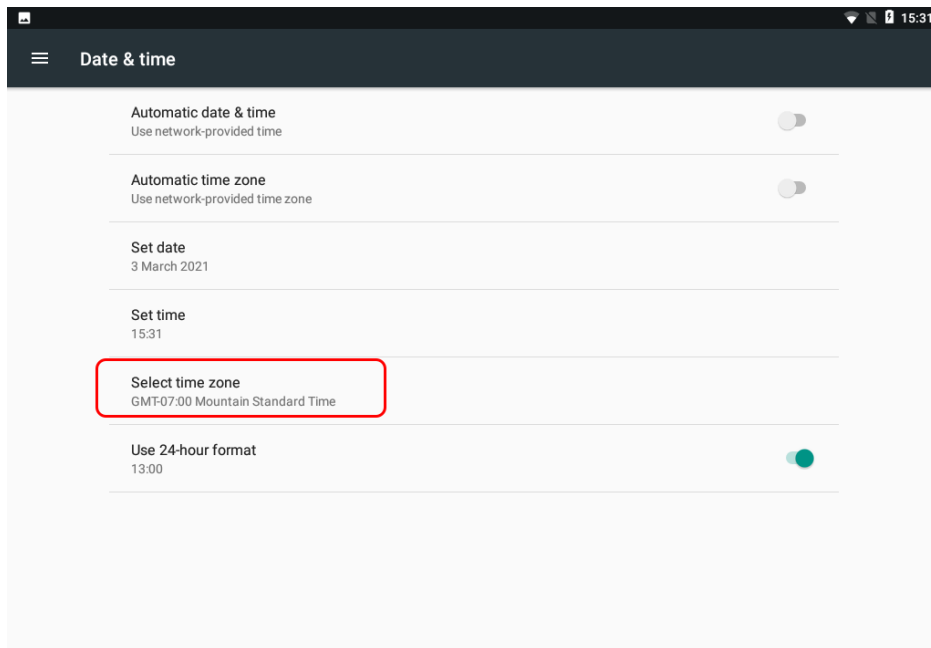 15:31
Date & time
Automatic date & time
Use network-provided time
Automatic time zone
Use network-provided time zone
Set date
3 March 2021
Set time
15:31
Select time zone
GMT-07:00 Mountain Standard Time
Use 24-hour format
13:00